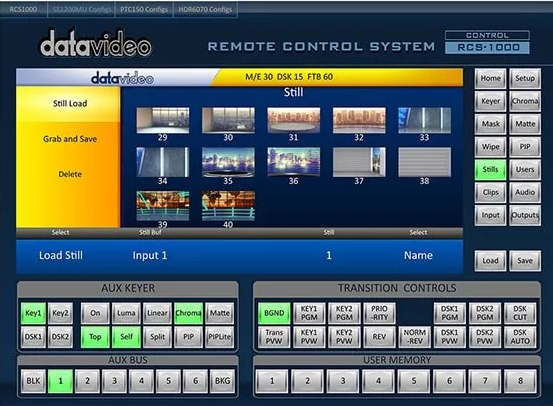 RCS1000 SE1200MU Configs PTC150 Configs HDR6070 Configs
datavideo REMOTE CONTROL SYSTEM CONTROL
RCS-1000
datavideo M/E 30 DSK 15 FTB 60
Still
Still Load
Grab and Save
Delete
29 30 31 32 33
34 35 36 37 38
39 40
Select Still Buf Still Select
Load Still Input 1 1 Name
Home Setup
Keyer Chroma
Mask Matte
Wipe PIP
Stills Users
Clips Audio
Input Outputs
Load Save
AUX KEYER
Key1 Key2 On Luma Linear Chroma Matte
DSK1 DSK2 Top Self Split PIP PIPLite
AUX BUS
BLK 1 2 3 4 5 6 BKG
TRANSITION CONTROLS
BGND KEY1 PGM KEY2 PGM PRIO-RITY DSK1 PGM DSK2 PGM DSK CUT
Trans PVW KEY1 PVW KEY2 PVW REV NORM-REV DSK1 PVW DSK2 PVW DSK AUTO
USER MEMORY
1 2 3 4 5 6 7 8